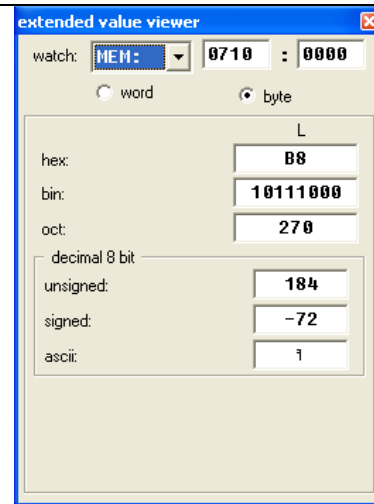 extended value viewer
watch: MEM: 0710 : 0000
word byte
L
hex: B8
bin: 10111000
oct: 270
decimal 8 bit
unsigned: 184
signed: -72
ascii: